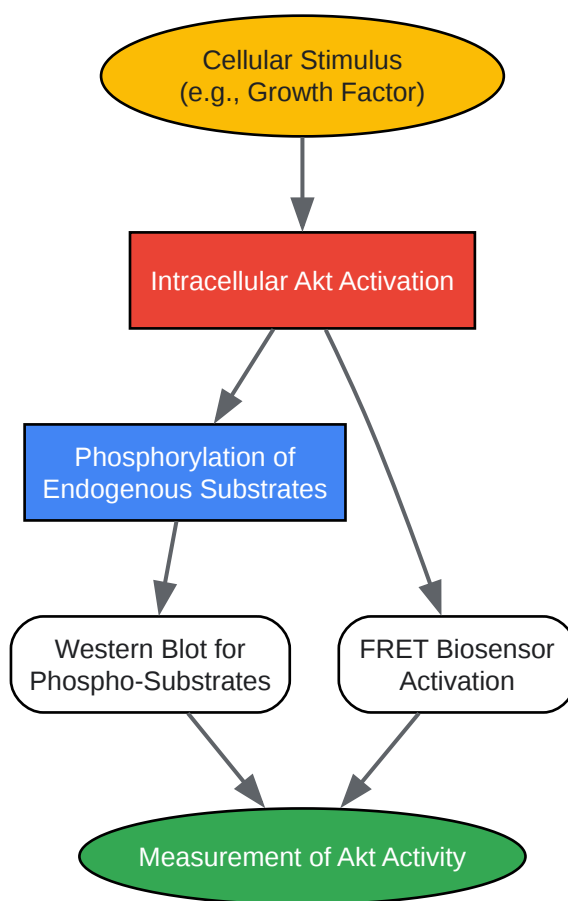 Cellular Stimulus
(e.g., Growth Factor)
Intracellular Akt Activation
Phosphorylation of
Endogenous Substrates
Western Blot for
Phospho-Substrates
FRET Biosensor
Activation
Measurement of Akt Activity